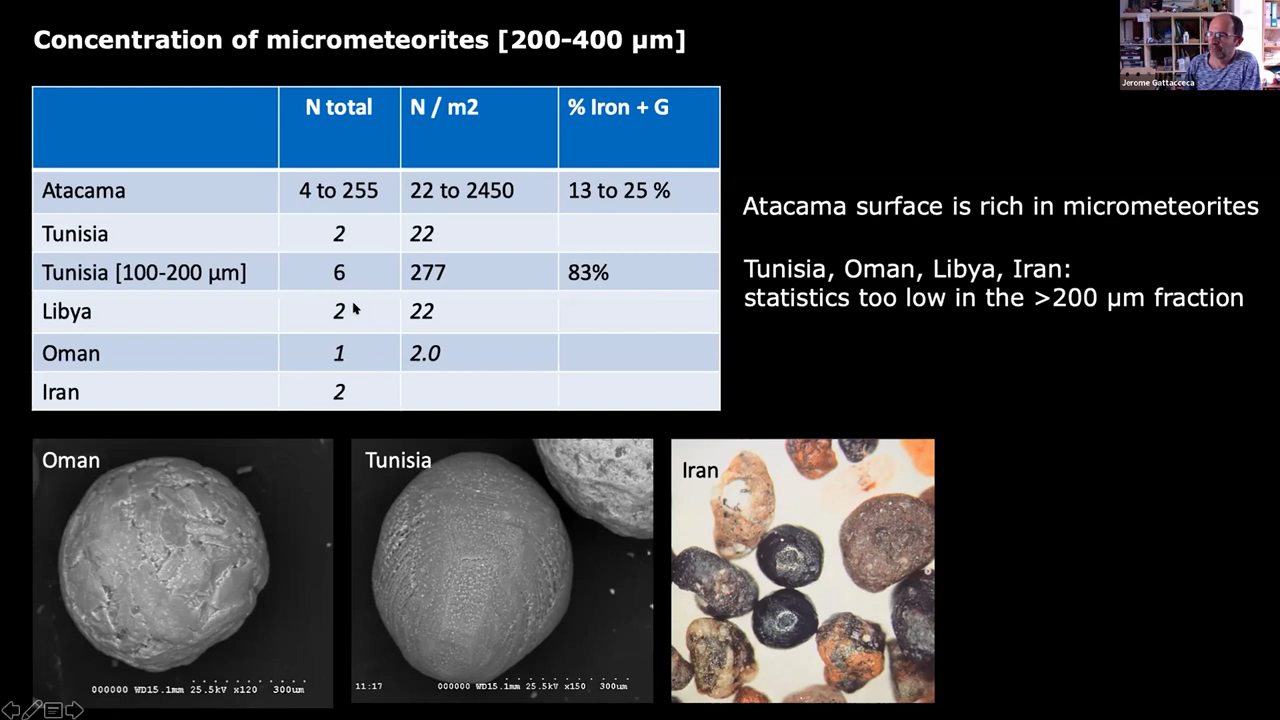 Concentration of micrometeorites [200-400 µm]
Jerome Gattacceca
N total N / m2 % Iron + G
Atacama 4 to 255 22 to 2450 13 to 25 %
Tunisia 2 22
Tunisia [100-200 µm] 6 277 83%
Libya 2 22
Oman 1 2.0
Iran 2
Atacama surface is rich in micrometeorites
Tunisia, Oman, Libya, Iran:
statistics too low in the >200 µm fraction
Oman
000000 WD15.1mm 25.5kV x120 300um
Tunisia
11:17 000000 WD15.1mm 25.5kV x150 300um
Iran